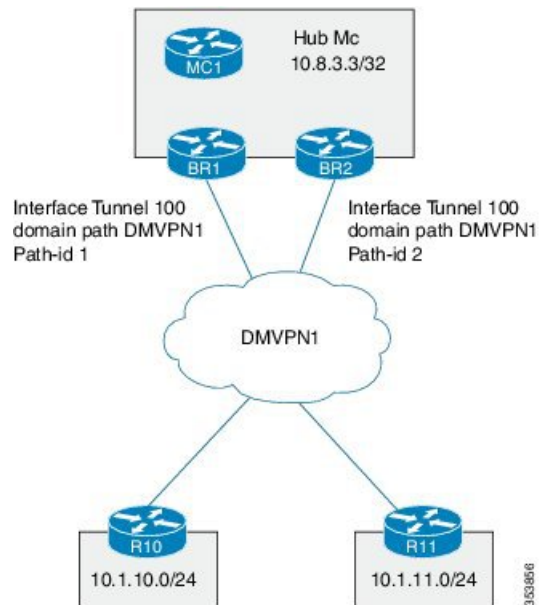 Hub Mc
10.8.3.3/32
MC1
BR1
BR2
Interface Tunnel 100
domain path DMVPN1
Path-id 1
Interface Tunnel 100
domain path DMVPN1
Path-id 2
DMVPN1
R10
R11
10.1.10.0/24
10.1.11.0/24
353856